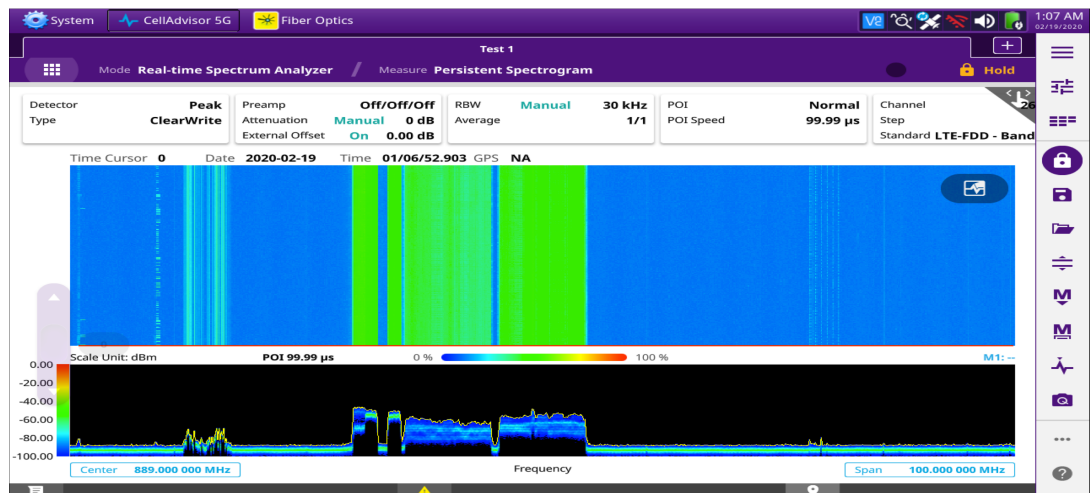 System CellAdvisor 5G Fiber Optics 1:07 AM
02/19/2020
Test 1
Mode Real-time Spectrum Analyzer / Measure Persistent Spectrogram Hold
Detector Peak Preamp Off/Off/Off RBW Manual 30 kHz POI Normal Channel 26
Type ClearWrite Attenuation Manual 0 dB Average 1/1 POI Speed 99.99 µs Step
External Offset On 0.00 dB Standard LTE-FDD - Band
Time Cursor 0 Date 2020-02-19 Time 01/06/52.903 GPS NA
Scale Unit: dBm POI 99.99 µs 0 % 100 % M1: --
0.00
-20.00
-40.00
-60.00
-80.00
-100.00
Center 889.000 000 MHz Frequency Span 100.000 000 MHz